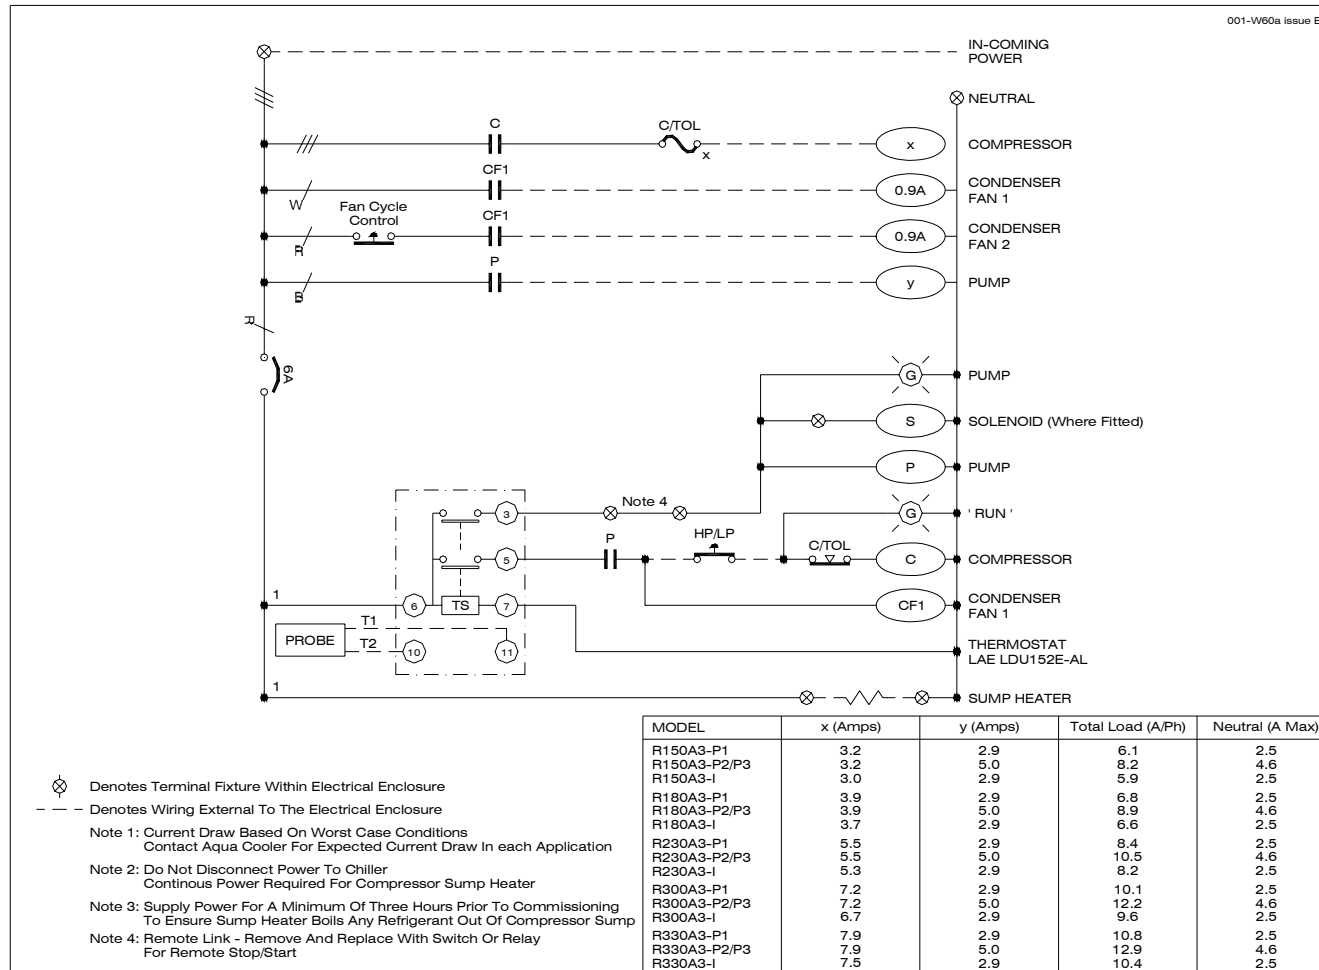 001-W60a issue E
IN-COMING
POWER
NEUTRAL
C
C/TOL
x
x
COMPRESSOR
CF1
W
0.9A
CONDENSER
FAN 1
Fan Cycle
Control
R
CF1
0.9A
CONDENSER
FAN 2
P
B
y
PUMP
R
6A
G
PUMP
S
SOLENOID (Where Fitted)
P
PUMP
3
Note 4
G
' RUN '
5
P
HP/LP
C/TOL
C
COMPRESSOR
1
6
TS
7
CF1
CONDENSER
FAN 1
PROBE
T1
T2
10
11
THERMOSTAT
LAE LDU152E-AL
1
SUMP HEATER
MODEL x (Amps) y (Amps) Total Load (A/Ph) Neutral (A Max)
R150A3-P1 3.2 2.9 6.1 2.5
R150A3-P2/P3 3.2 5.0 8.2 4.6
R150A3-I 3.0 2.9 5.9 2.5
R180A3-P1 3.9 2.9 6.8 2.5
R180A3-P2/P3 3.9 5.0 8.9 4.6
R180A3-I 3.7 2.9 6.6 2.5
R230A3-P1 5.5 2.9 8.4 2.5
R230A3-P2/P3 5.5 5.0 10.5 4.6
R230A3-I 5.3 2.9 8.2 2.5
R300A3-P1 7.2 2.9 10.1 2.5
R300A3-P2/P3 7.2 5.0 12.2 4.6
R300A3-I 6.7 2.9 9.6 2.5
R330A3-P1 7.9 2.9 10.8 2.5
R330A3-P2/P3 7.9 5.0 12.9 4.6
R330A3-I 7.5 2.9 10.4 2.5
Denotes Terminal Fixture Within Electrical Enclosure
Denotes Wiring External To The Electrical Enclosure
Note 1: Current Draw Based On Worst Case Conditions
Contact Aqua Cooler For Expected Current Draw In each Application
Note 2: Do Not Disconnect Power To Chiller
Continous Power Required For Compressor Sump Heater
Note 3: Supply Power For A Minimum Of Three Hours Prior To Commissioning
To Ensure Sump Heater Boils Any Refrigerant Out Of Compressor Sump
Note 4: Remote Link - Remove And Replace With Switch Or Relay
For Remote Stop/Start